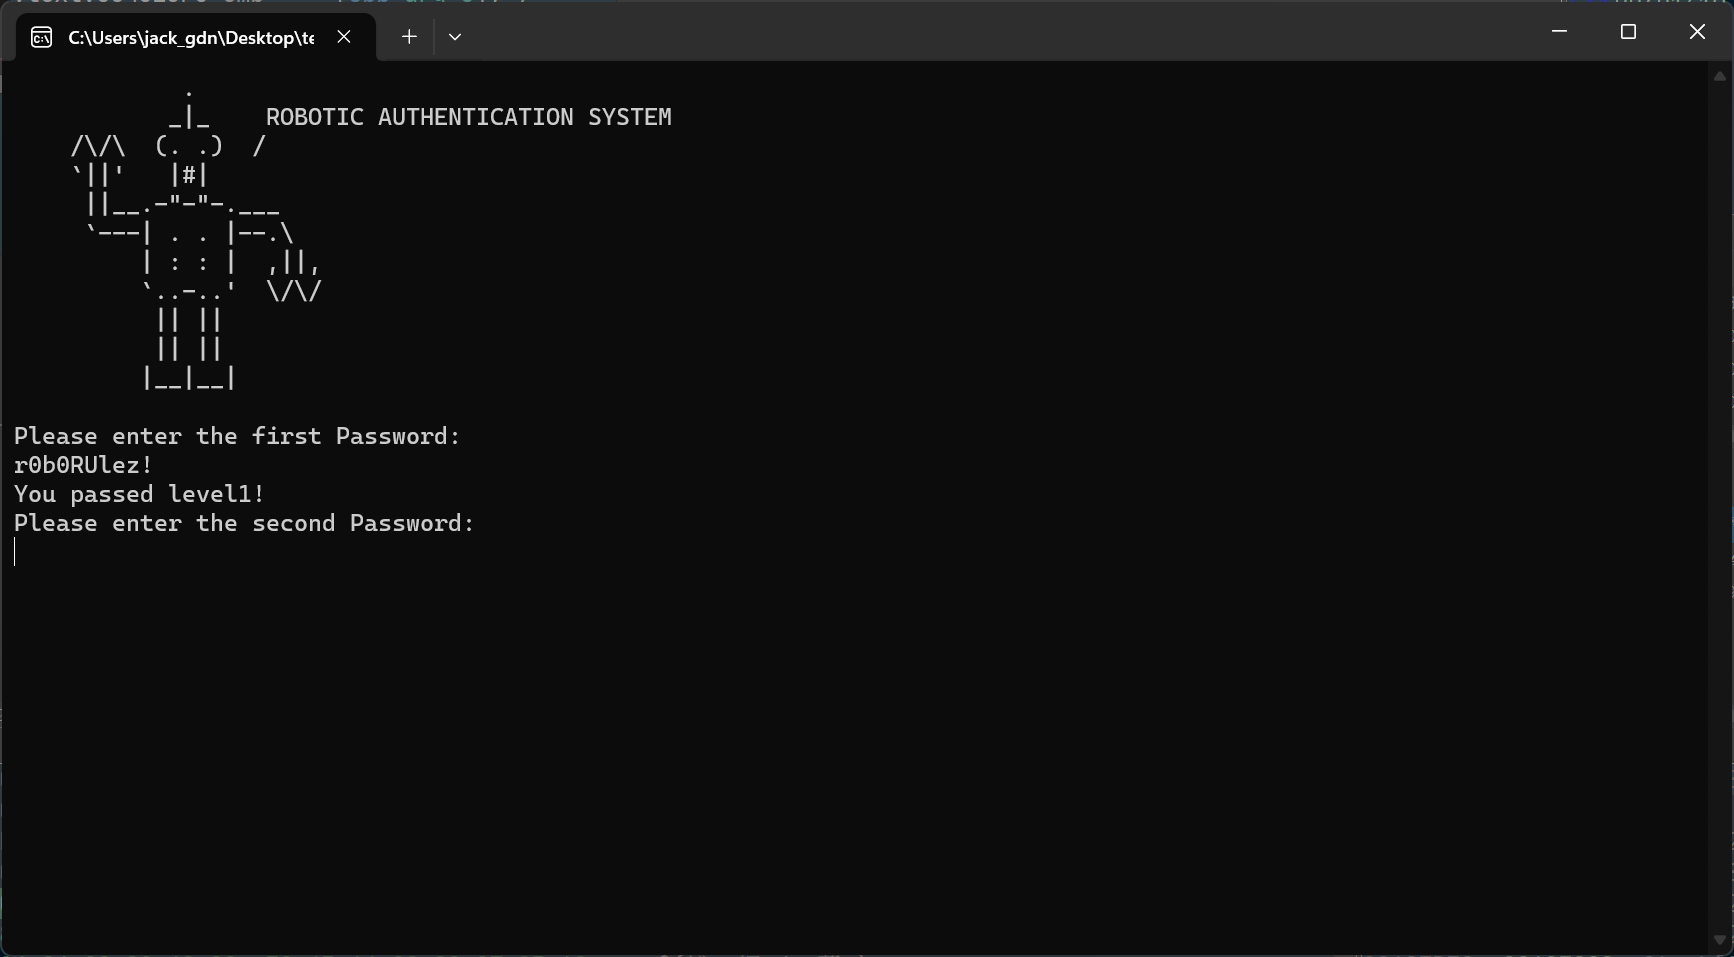 C:\Users\jack_gdn\Desktop\te
ROBOTIC AUTHENTICATION SYSTEM
Please enter the first Password:
r0b0RUlez!
You passed level1!
Please enter the second Password: